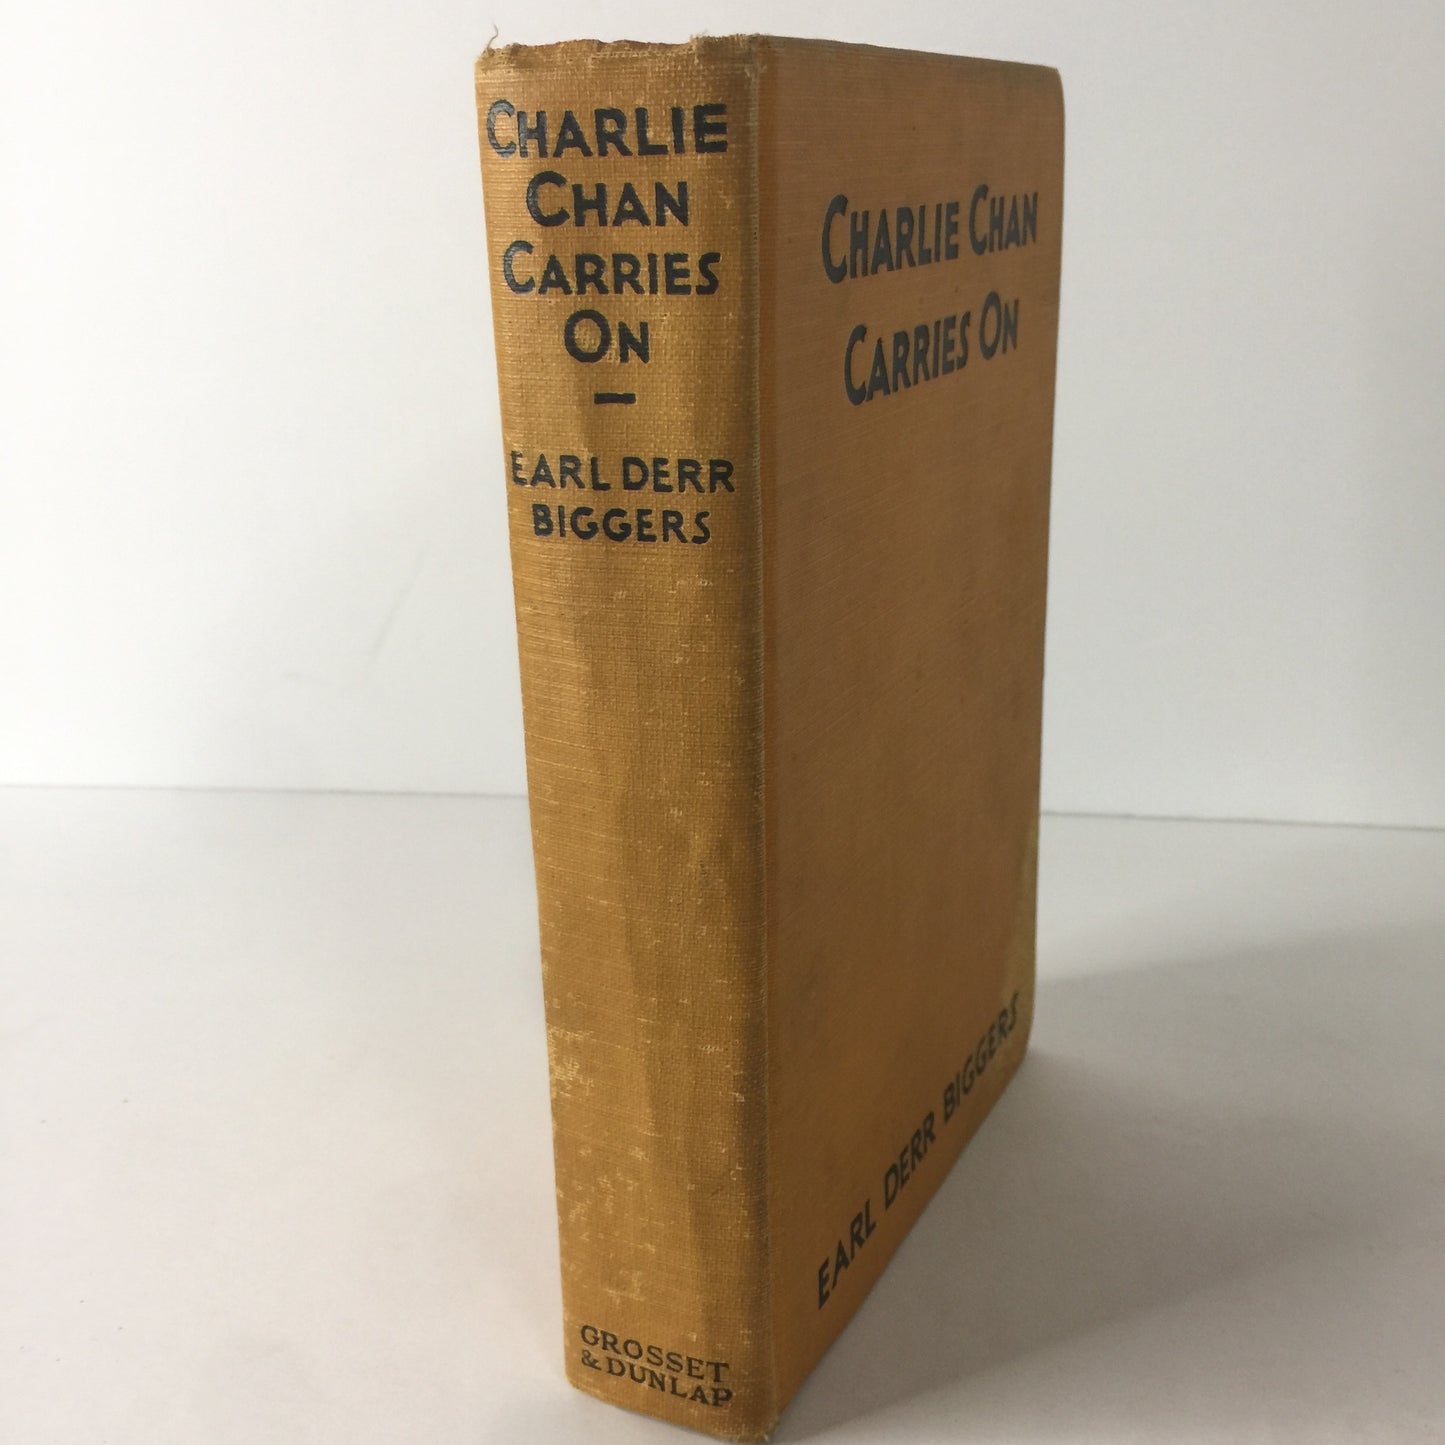 CHARLIE
CHAN
CARRIES
ON
—
EARL DERR
BIGGERS
GROSSET
& DUNLAP
CHARLIE CHAN
CARRIES ON
EARL DERR BIGGERS